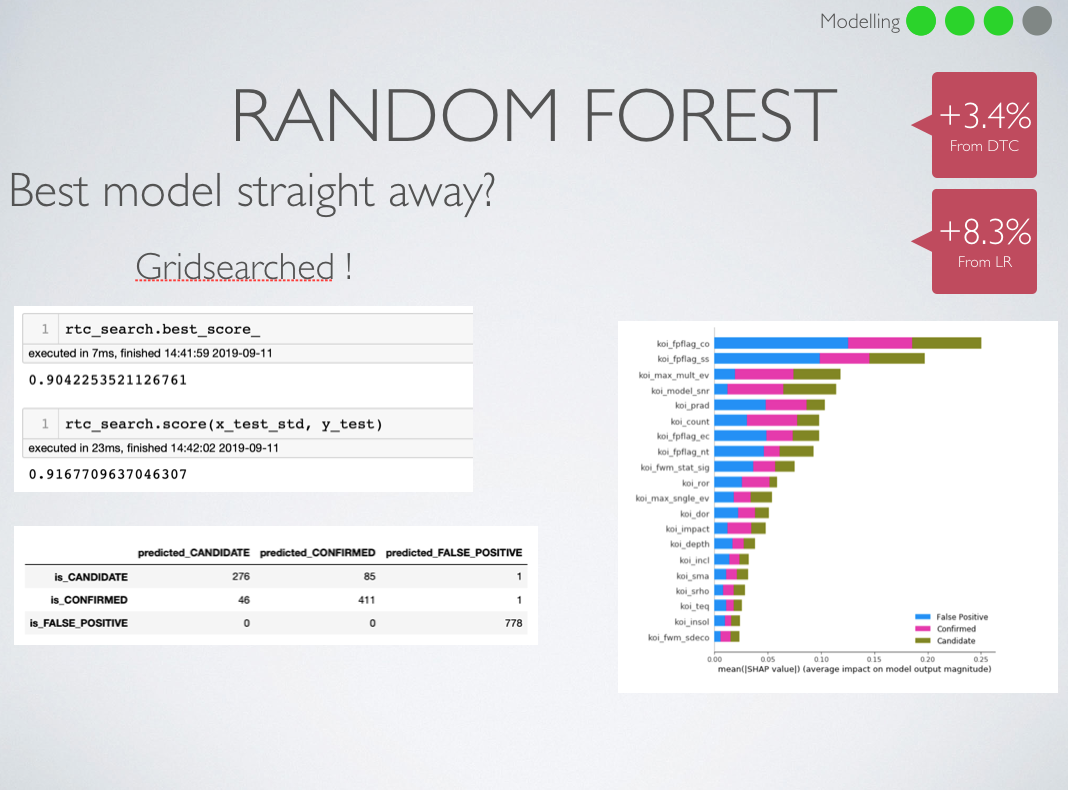 Modelling
RANDOM FOREST
+3.4%
From DTC
+8.3%
From LR
Best model straight away?
Gridsearched !
1 rtc_search.best_score_
executed in 7ms, finished 14:41:59 2019-09-11
0.9042253521126761
1 rtc_search.score(x_test_std, y_test)
executed in 23ms, finished 14:42:02 2019-09-11
0.9167709637046307
predicted_CANDIDATE predicted_CONFIRMED predicted_FALSE_POSITIVE
is_CANDIDATE 276 85 1
is_CONFIRMED 46 411 1
is_FALSE_POSITIVE 0 0 778
koi_fpflag_co
koi_fpflag_ss
koi_max_mult_ev
koi_model_snr
koi_prad
koi_count
koi_fpflag_ec
koi_fpflag_nt
koi_fwm_stat_sig
koi_ror
koi_max_sngle_ev
koi_dor
koi_impact
koi_depth
koi_incl
koi_sma
koi_srho
koi_teq
koi_insol
koi_fwm_sdeco
False Positive
Confirmed
Candidate
0.00 0.05 0.10 0.15 0.20 0.25
mean(|SHAP value|) (average impact on model output magnitude)